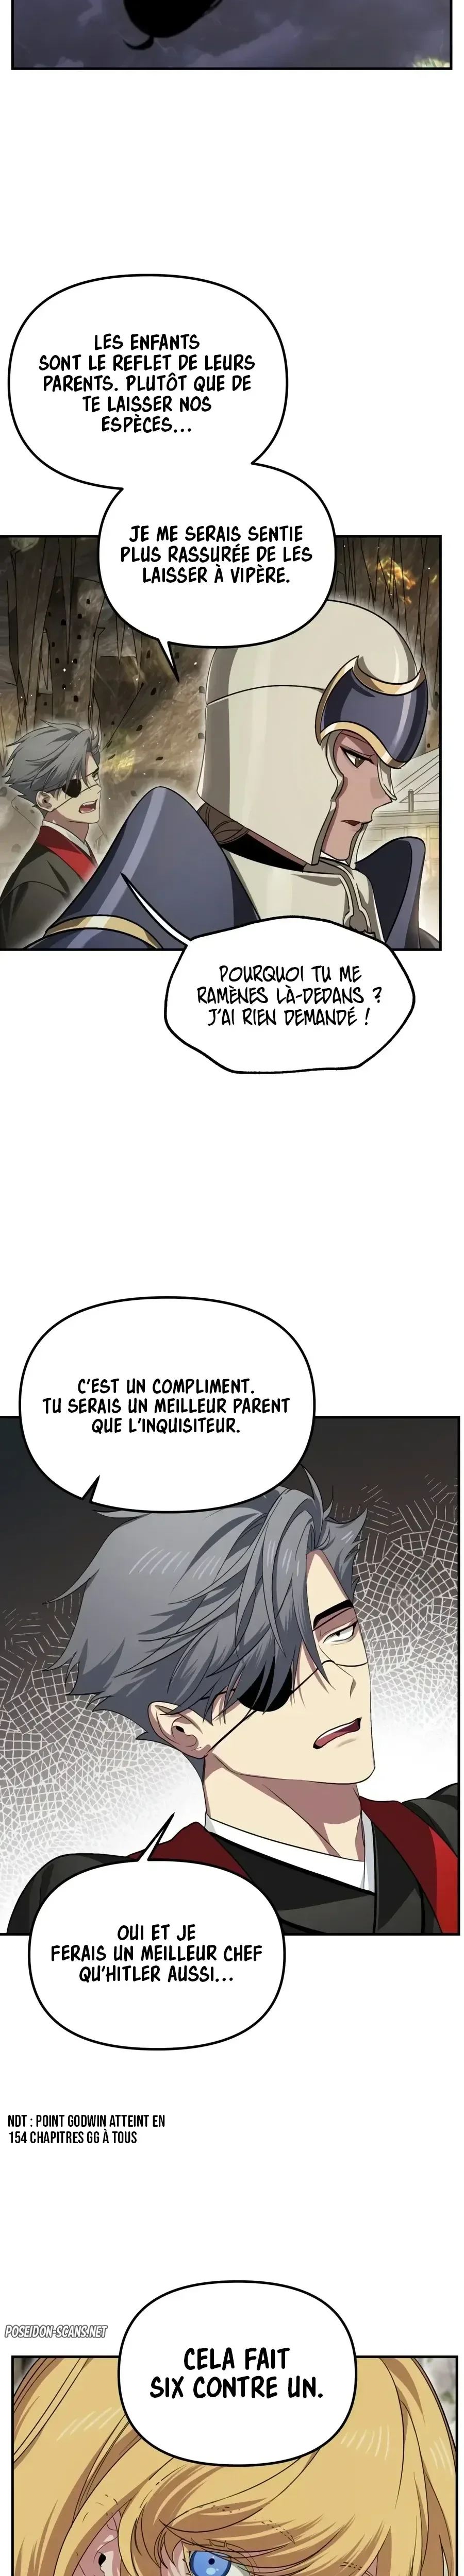 LES ENFANTS
SONT LE REFLET DE LEURS
PARENTS. PLUTÔT QUE DE
TE LAISSER NOS
ESPÈCES...
JE ME SERAIS SENTIE
PLUS RASSURÉE DE LES
LAISSER À VIPÈRE.
POURQUOI TU ME
RAMÈNES LÀ-DEDANS ?
J'AI RIEN DEMANDÉ !
C'EST UN COMPLIMENT.
TU SERAIS UN MEILLEUR PARENT
QUE L'INQUISITEUR.
OUI ET JE
FERAIS UN MEILLEUR CHEF
QU'HITLER AUSSI...
NDT : POINT GODWIN ATTEINT EN
154 CHAPITRES GG À TOUS
POSEIDON-SCANS.NET
CELA FAIT
SIX CONTRE UN.